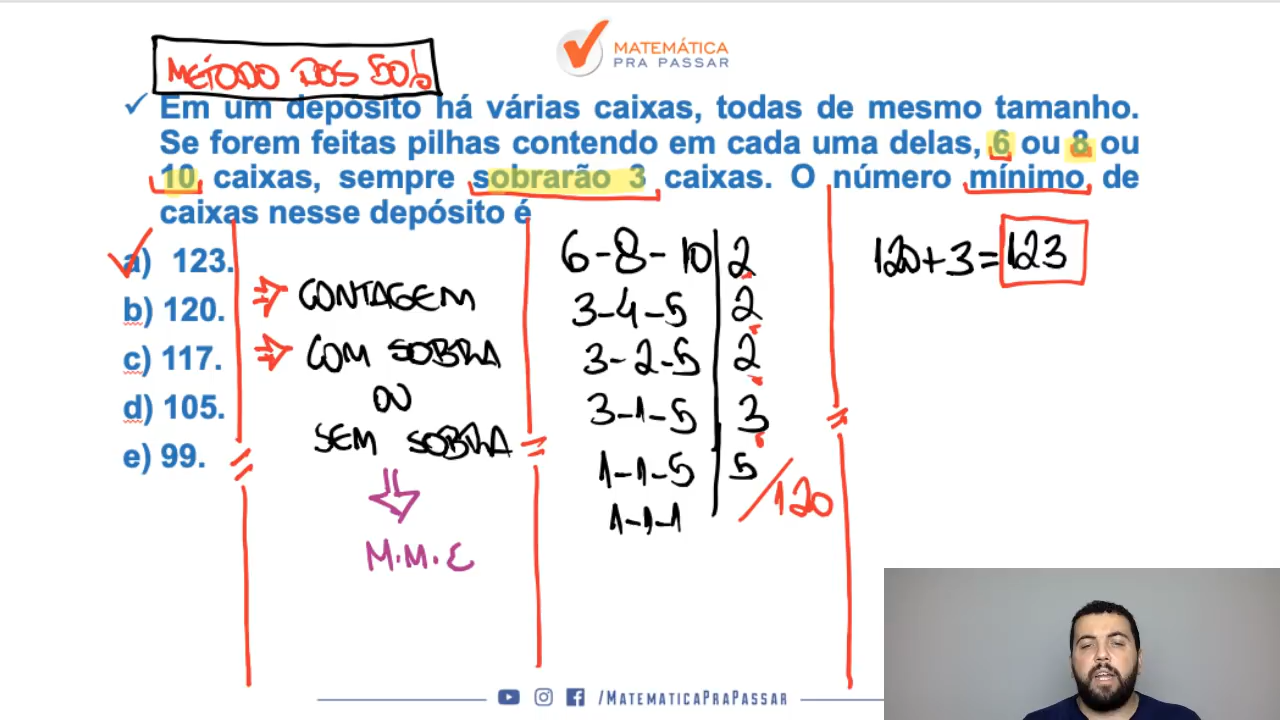 MATEMÁTICA
PRA PASSAR
MÉTODO DOS 50%
✓ Em um depósito há várias caixas, todas de mesmo tamanho.
Se forem feitas pilhas contendo em cada uma delas, 6 ou 8 ou
10 caixas, sempre sobrarão 3 caixas. O número mínimo de
caixas nesse depósito é
a) 123.
b) 120.
c) 117.
d) 105.
e) 99.
⇒ CONTAGEM
⇒ COM SOBRA
OU
SEM SOBRA
M.M.C
6-8-10 | 2
3-4-5 | 2
3-2-5 | 2
3-1-5 | 3
1-1-5 | 5
1-1-1 /120
120+3=123
/MATEMATICAPRAPASSAR